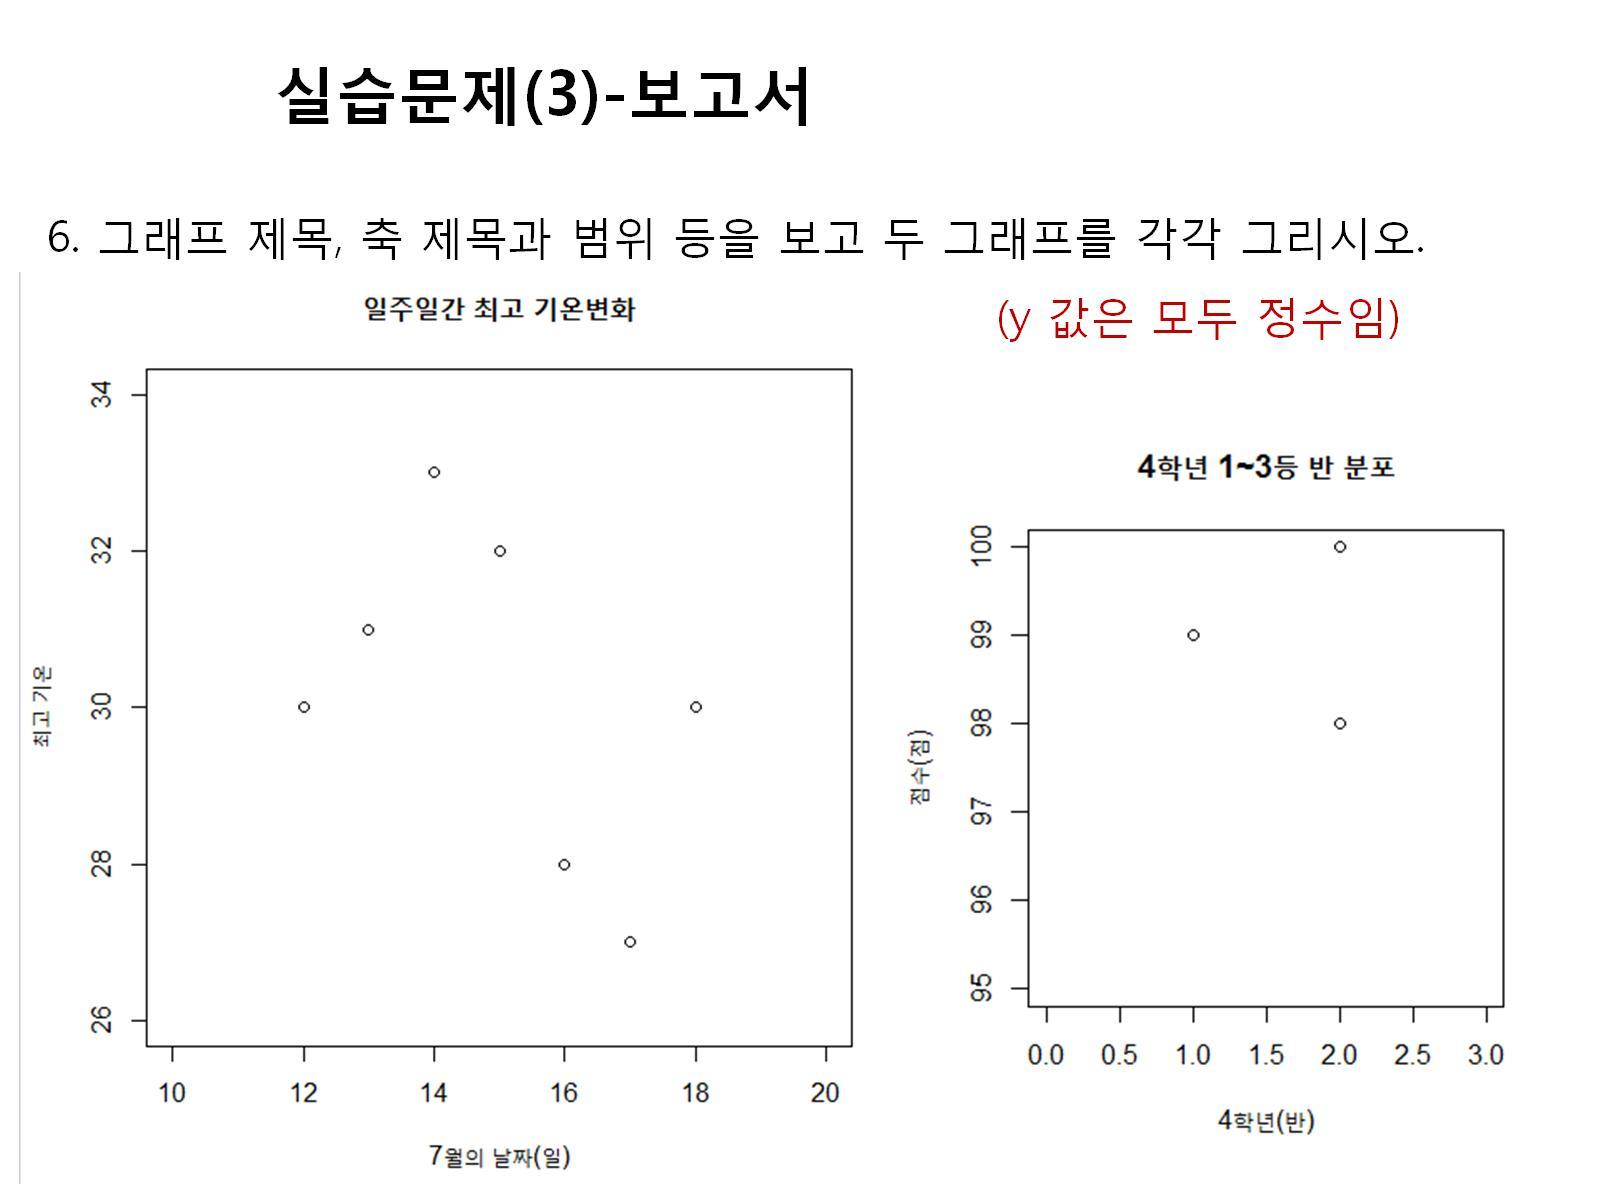 실습문제(3)-보고서
6. 그래프 제목, 축 제목과 범위 등을 보고 두 그래프를 각각 그리시오.
(y 값은 모두 정수임)
일주일간 최고 기온변화
최고 기온
34
32
30
28
26
10 12 14 16 18 20
7월의 날짜(일)
4학년 1~3등 반 분포
점수(점)
100
99
98
97
96
95
0.0 0.5 1.0 1.5 2.0 2.5 3.0
4학년(반)